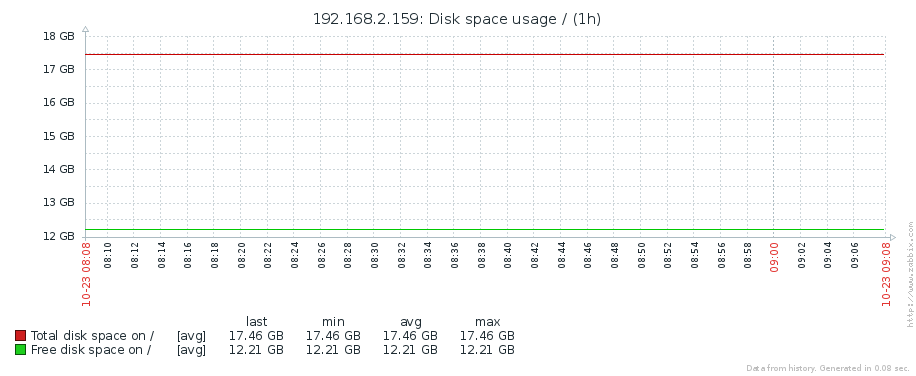 192.168.2.159: Disk space usage / (1h)
18 GB
17 GB
16 GB
15 GB
14 GB
13 GB
12 GB
10-23 08:08
08:10
08:12
08:14
08:16
08:18
08:20
08:22
08:24
08:26
08:28
08:30
08:32
08:34
08:36
08:38
08:40
08:42
08:44
08:46
08:48
08:50
08:52
08:54
08:56
08:58
09:00
09:02
09:04
09:06
10-23 09:08
http://www.zabbix.com
last min avg max
Total disk space on / [avg] 17.46 GB 17.46 GB 17.46 GB 17.46 GB
Free disk space on / [avg] 12.21 GB 12.21 GB 12.21 GB 12.21 GB
Data from history. Generated in 0.08 sec.